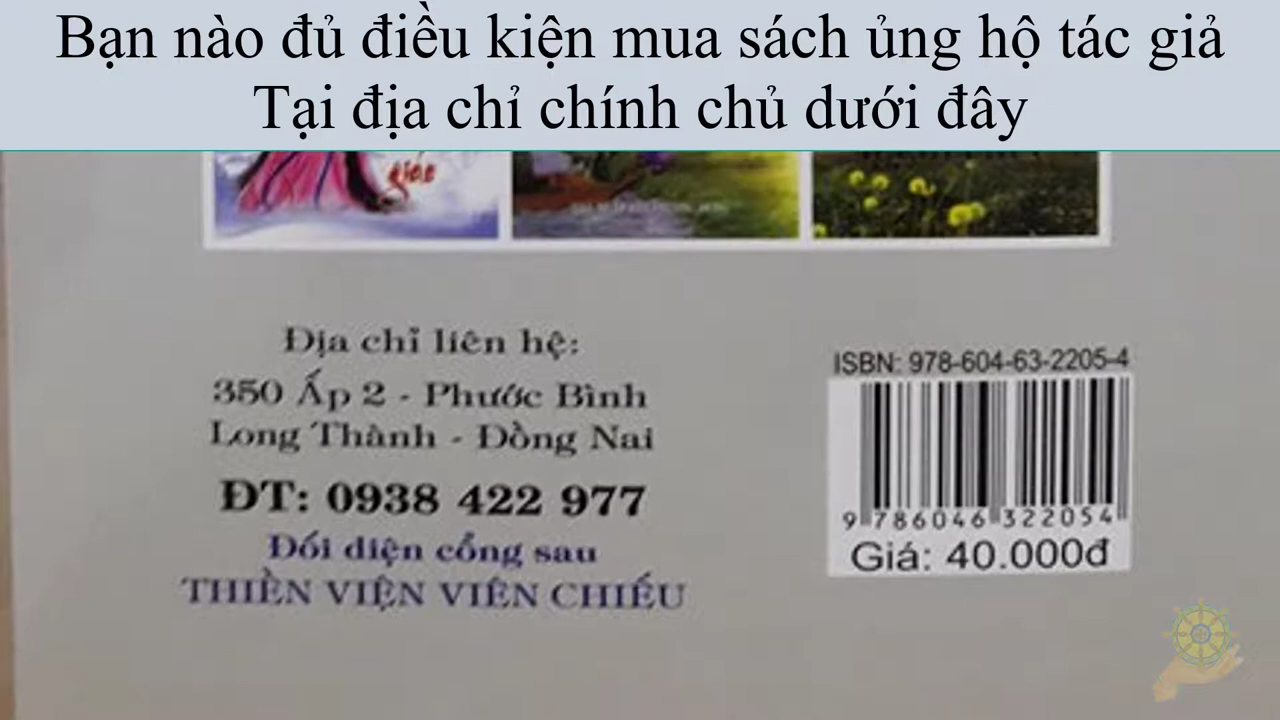 Bạn nào đủ điều kiện mua sách ủng hộ tác giả
Tại địa chỉ chính chủ dưới đây
giác
Địa chỉ liên hệ:
350 Ấp 2 - Phước Bình
Long Thành - Đồng Nai
ĐT: 0938 422 977
Đối diện cổng sau
THIỀN VIỆN VIÊN CHIẾU
ISBN: 978-604-63-2205-4
9 786046 322054
Giá: 40.000đ